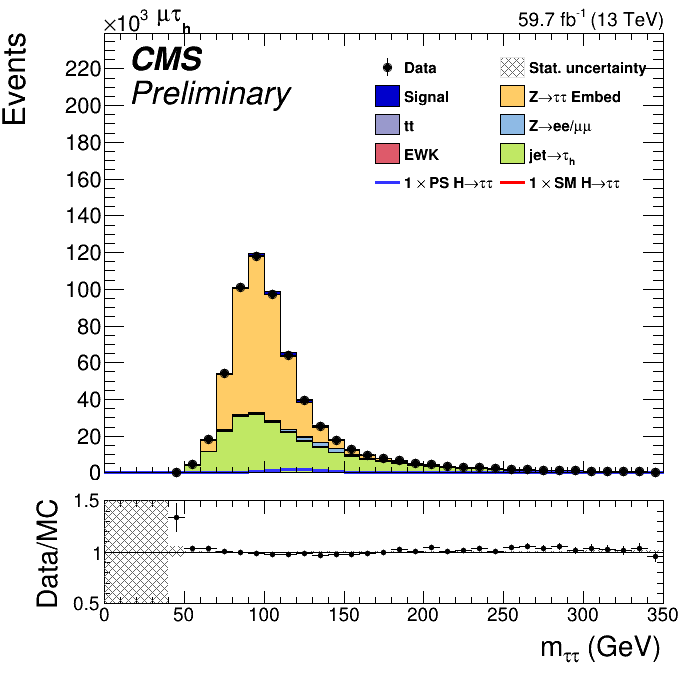 ×10³ μτh 59.7 fb⁻¹ (13 TeV)
CMS
Preliminary
Data
Stat. uncertainty
Signal
Z→ττ Embed
tt
Z→ee/μμ
EWK
jet→τh
1 × PS H→ττ
1 × SM H→ττ
Events
220
200
180
160
140
120
100
80
60
40
20
0
Data/MC
1.5
1
0.5
0 50 100 150 200 250 300 350
mττ (GeV)